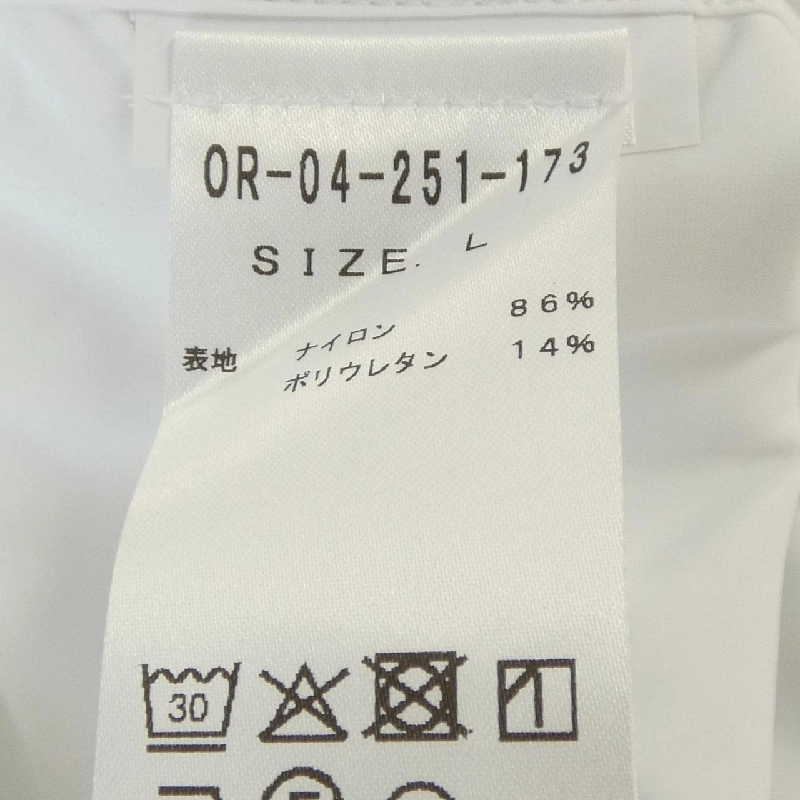 OR-04-251-173
SIZE. L
86%
表地 ナイロン
ポリウレタン 14%
30